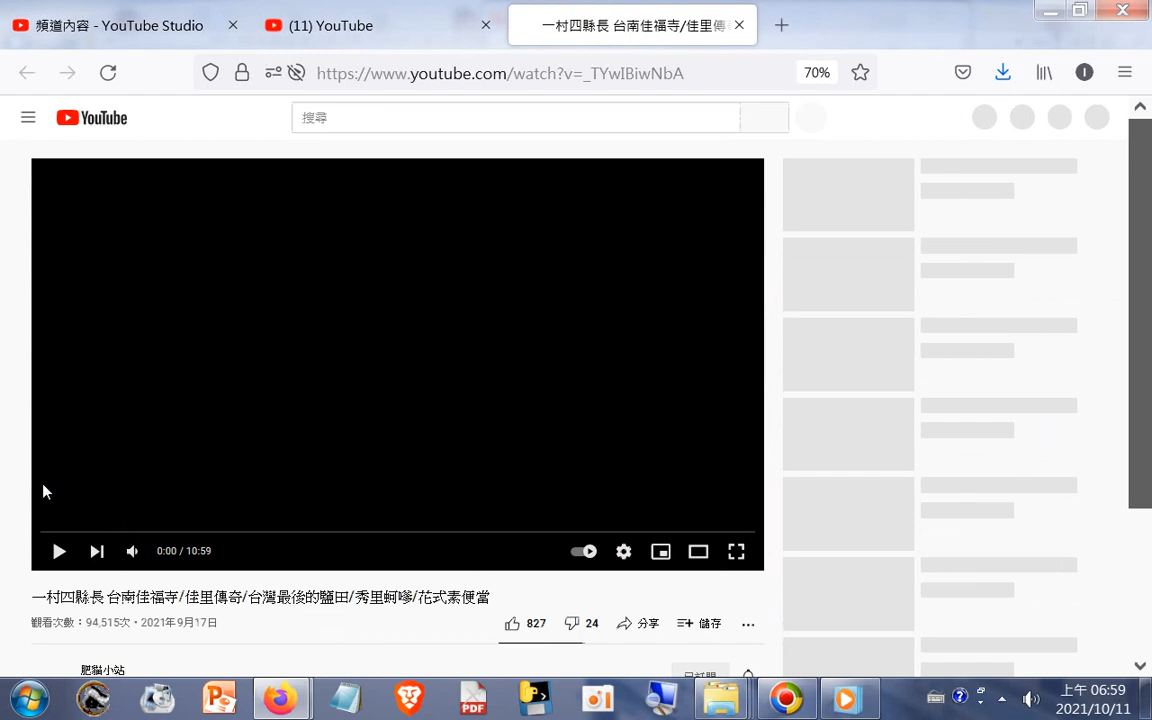 頻道內容 - YouTube Studio
(11) YouTube
一村四縣長 台南佳福寺/佳里傳
https://www.youtube.com/watch?v=_TYwIBiwNbA
70%
YouTube
搜尋
0:00 / 10:59
一村四縣長 台南佳福寺/佳里傳奇/台灣最後的鹽田/秀里蚵嗲/花式素便當
觀看次數：94,515次・2021年9月17日
827
24
分享
儲存
肥貓小站
已訂閱
PDF
上午 06:59
2021/10/11